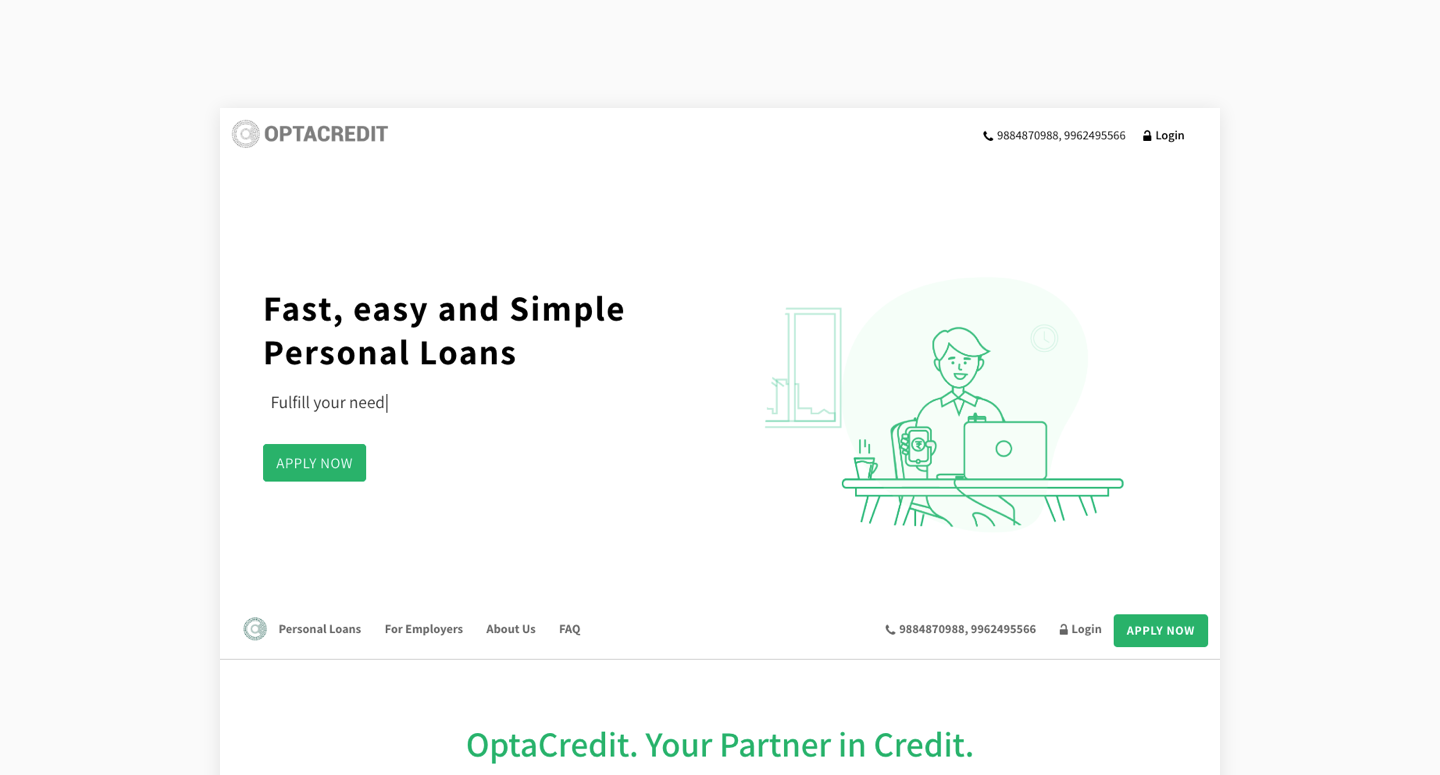 OPTACREDIT
9884870988, 9962495566 Login
Fast, easy and Simple
Personal Loans
Fulfill your need|
APPLY NOW
₹
Personal Loans For Employers About Us FAQ 9884870988, 9962495566 Login APPLY NOW
OptaCredit. Your Partner in Credit.